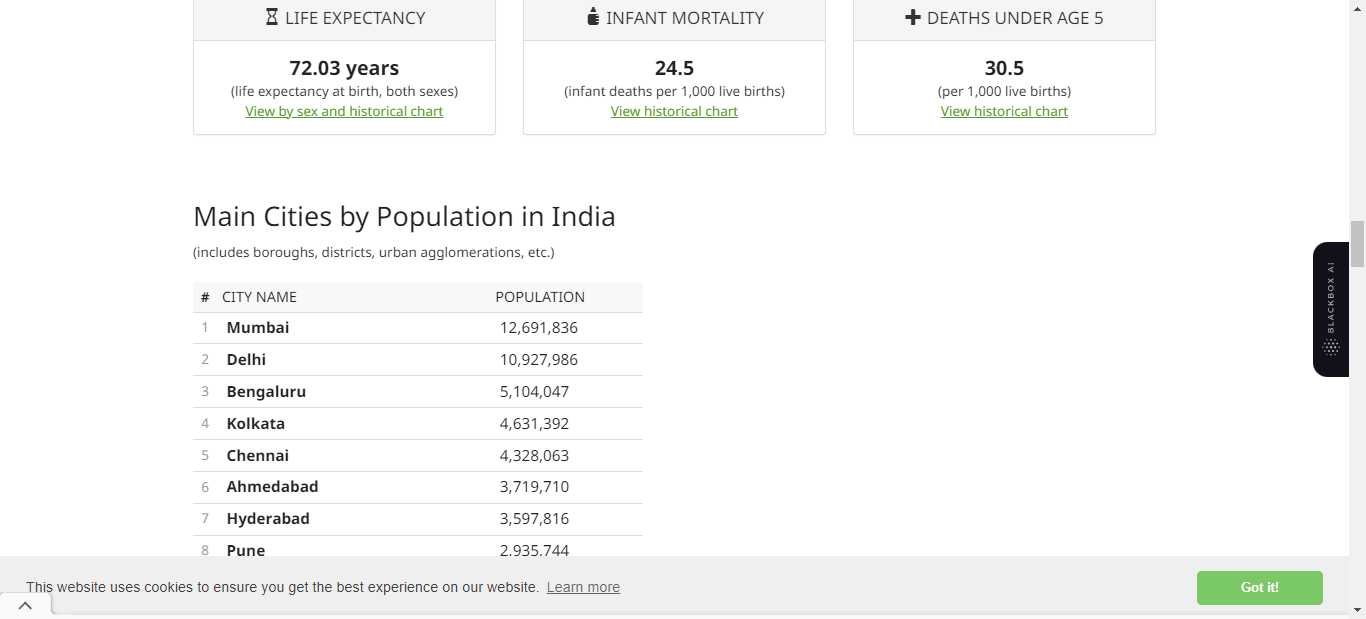 LIFE EXPECTANCY
72.03 years
(life expectancy at birth, both sexes)
View by sex and historical chart
INFANT MORTALITY
24.5
(infant deaths per 1,000 live births)
View historical chart
DEATHS UNDER AGE 5
30.5
(per 1,000 live births)
View historical chart
Main Cities by Population in India
(includes boroughs, districts, urban agglomerations, etc.)
# CITY NAME POPULATION
1 Mumbai 12,691,836
2 Delhi 10,927,986
3 Bengaluru 5,104,047
4 Kolkata 4,631,392
5 Chennai 4,328,063
6 Ahmedabad 3,719,710
7 Hyderabad 3,597,816
8 Pune 2,935,744
BLACKBOX AI
This website uses cookies to ensure you get the best experience on our website. Learn more
Got it!